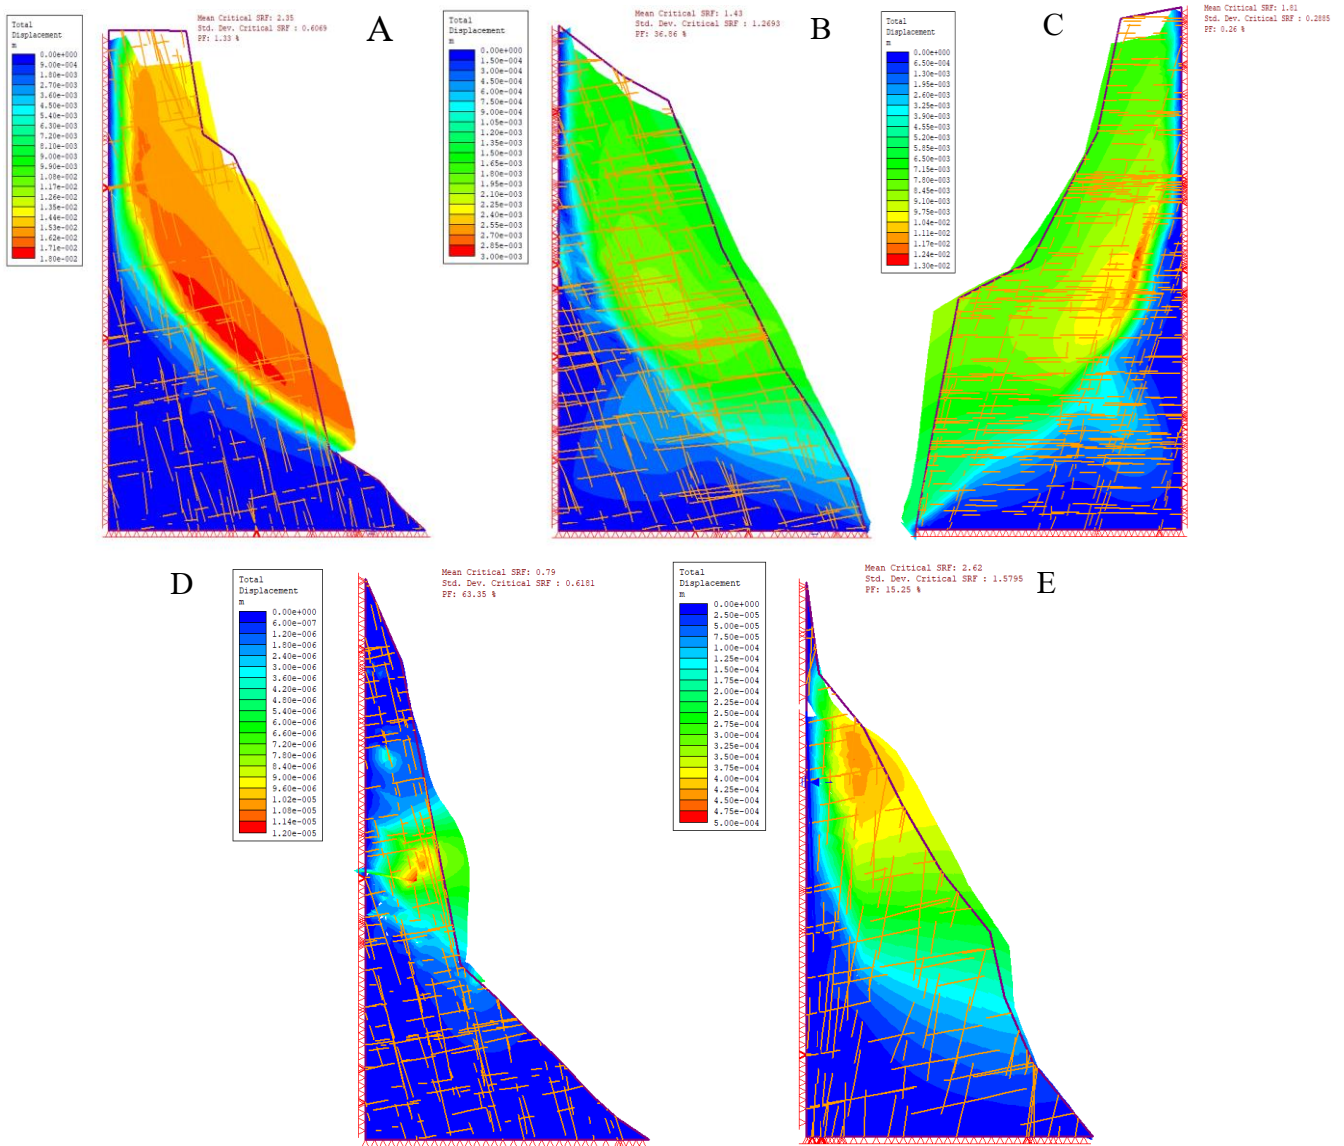 Total
Displacement
m
0.00e+000
9.00e-004
1.80e-003
2.70e-003
3.60e-003
4.50e-003
5.40e-003
6.30e-003
7.20e-003
8.10e-003
9.00e-003
9.90e-003
1.08e-002
1.17e-002
1.26e-002
1.35e-002
1.44e-002
1.53e-002
1.62e-002
1.71e-002
1.80e-002
Mean Critical SRF: 2.35
Std. Dev. Critical SRF : 0.6069
PF: 1.33 %
A
Total
Displacement
m
0.00e+000
1.50e-004
3.00e-004
4.50e-004
6.00e-004
7.50e-004
9.00e-004
1.05e-003
1.20e-003
1.35e-003
1.50e-003
1.65e-003
1.80e-003
1.95e-003
2.10e-003
2.25e-003
2.40e-003
2.55e-003
2.70e-003
2.85e-003
3.00e-003
Mean Critical SRF: 1.43
Std. Dev. Critical SRF : 1.2693
PF: 36.86 %
B
Total
Displacement
m
0.00e+000
6.50e-004
1.30e-003
1.95e-003
2.60e-003
3.25e-003
3.90e-003
4.55e-003
5.20e-003
5.85e-003
6.50e-003
7.15e-003
7.80e-003
8.45e-003
9.10e-003
9.75e-003
1.04e-002
1.11e-002
1.17e-002
1.24e-002
1.30e-002
C
Mean Critical SRF: 1.81
Std. Dev. Critical SRF : 0.2885
PF: 0.26 %
D
Total
Displacement
m
0.00e+000
6.00e-007
1.20e-006
1.80e-006
2.40e-006
3.00e-006
3.60e-006
4.20e-006
4.80e-006
5.40e-006
6.00e-006
6.60e-006
7.20e-006
7.80e-006
8.40e-006
9.00e-006
9.60e-006
1.02e-005
1.08e-005
1.14e-005
1.20e-005
Mean Critical SRF: 0.79
Std. Dev. Critical SRF : 0.6181
PF: 63.35 %
Total
Displacement
m
0.00e+000
2.50e-005
5.00e-005
7.50e-005
1.00e-004
1.25e-004
1.50e-004
1.75e-004
2.00e-004
2.25e-004
2.50e-004
2.75e-004
3.00e-004
3.25e-004
3.50e-004
3.75e-004
4.00e-004
4.25e-004
4.50e-004
4.75e-004
5.00e-004
Mean Critical SRF: 2.62
Std. Dev. Critical SRF : 1.5795
PF: 15.25 %
E